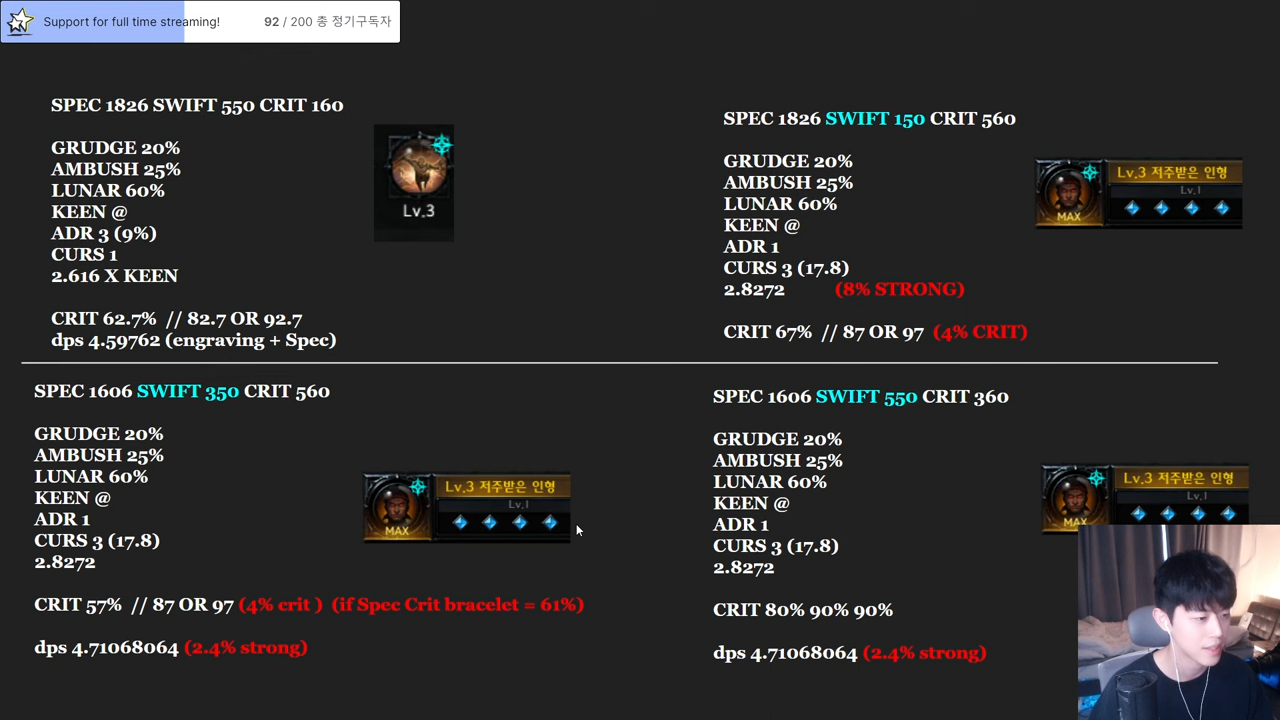 Support for full time streaming! 92 / 200 총 정기구독자
SPEC 1826 SWIFT 550 CRIT 160
GRUDGE 20%
AMBUSH 25%
LUNAR 60%
KEEN @
ADR 3 (9%)
CURS 1
2.616 X KEEN
CRIT 62.7% // 82.7 OR 92.7
dps 4.59762 (engraving + Spec)
Lv.3
SPEC 1826 SWIFT 150 CRIT 560
GRUDGE 20%
AMBUSH 25%
LUNAR 60%
KEEN @
ADR 1
CURS 3 (17.8)
2.8272 (8% STRONG)
CRIT 67% // 87 OR 97 (4% CRIT)
Lv.3 저주받은 인형
Lv.1
MAX
SPEC 1606 SWIFT 350 CRIT 560
GRUDGE 20%
AMBUSH 25%
LUNAR 60%
KEEN @
ADR 1
CURS 3 (17.8)
2.8272
CRIT 57% // 87 OR 97 (4% crit ) (if Spec Crit bracelet = 61%)
dps 4.71068064 (2.4% strong)
Lv.3 저주받은 인형
Lv.1
MAX
SPEC 1606 SWIFT 550 CRIT 360
GRUDGE 20%
AMBUSH 25%
LUNAR 60%
KEEN @
ADR 1
CURS 3 (17.8)
2.8272
CRIT 80% 90% 90%
dps 4.71068064 (2.4% strong)
Lv.3 저주받은 인형
Lv.1
MAX